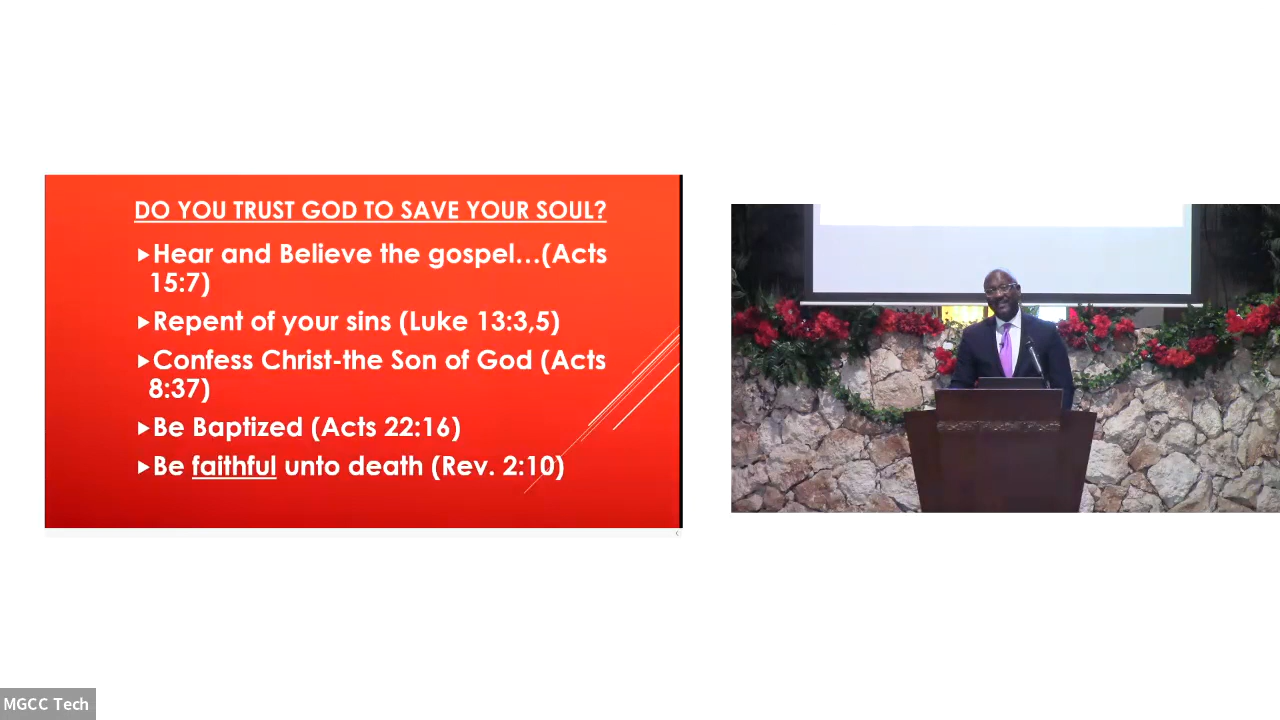 DO YOU TRUST GOD TO SAVE YOUR SOUL?
Hear and Believe the gospel...(Acts
15:7)
Repent of your sins (Luke 13:3,5)
Confess Christ-the Son of God (Acts
8:37)
Be Baptized (Acts 22:16)
Be faithful unto death (Rev. 2:10)
MGCC Tech